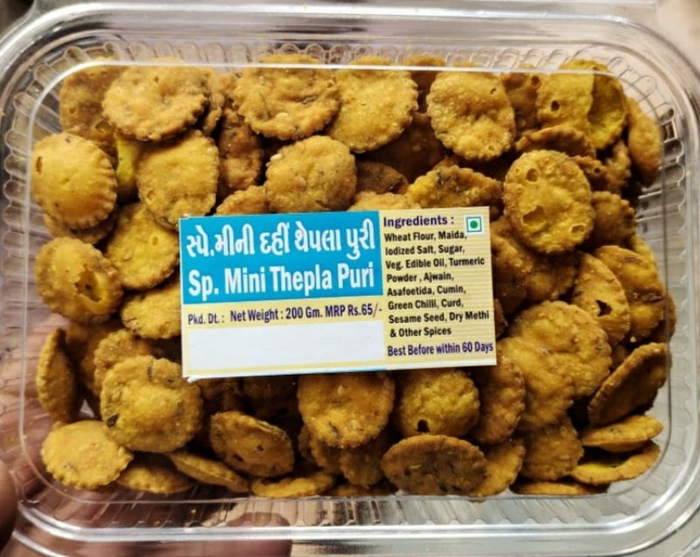 સ્પે.મીની દહીં થેપલા પુરી
Sp. Mini Thepla Puri
Pkd. Dt.: Net Weight : 200 Gm. MRP Rs.65/-
Ingredients :
Wheat Flour, Maida,
Iodized Salt, Sugar,
Veg. Edible Oil, Turmeric
Powder , Ajwain,
Asafoetida, Cumin,
Green Chilli, Curd,
Sesame Seed, Dry Methi
& Other Spices
Best Before within 60 Days